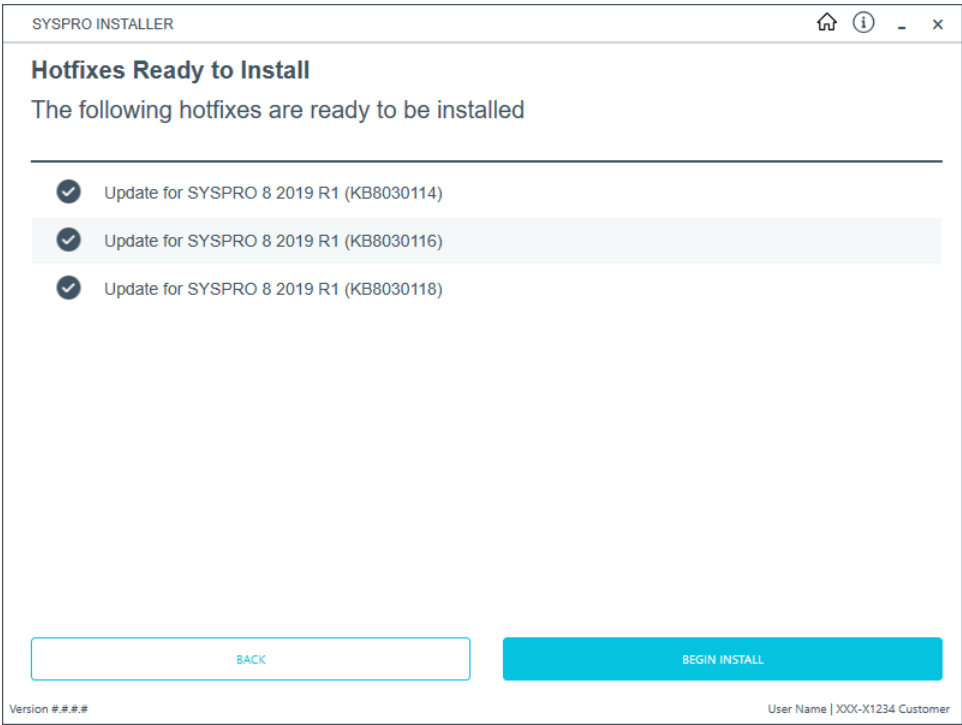 SYSPRO INSTALLER
Hotfixes Ready to Install
The following hotfixes are ready to be installed
Update for SYSPRO 8 2019 R1 (KB8030114)
Update for SYSPRO 8 2019 R1 (KB8030116)
Update for SYSPRO 8 2019 R1 (KB8030118)
BACK
BEGIN INSTALL
Version #.#.#.#
User Name | XXX-X1234 Customer